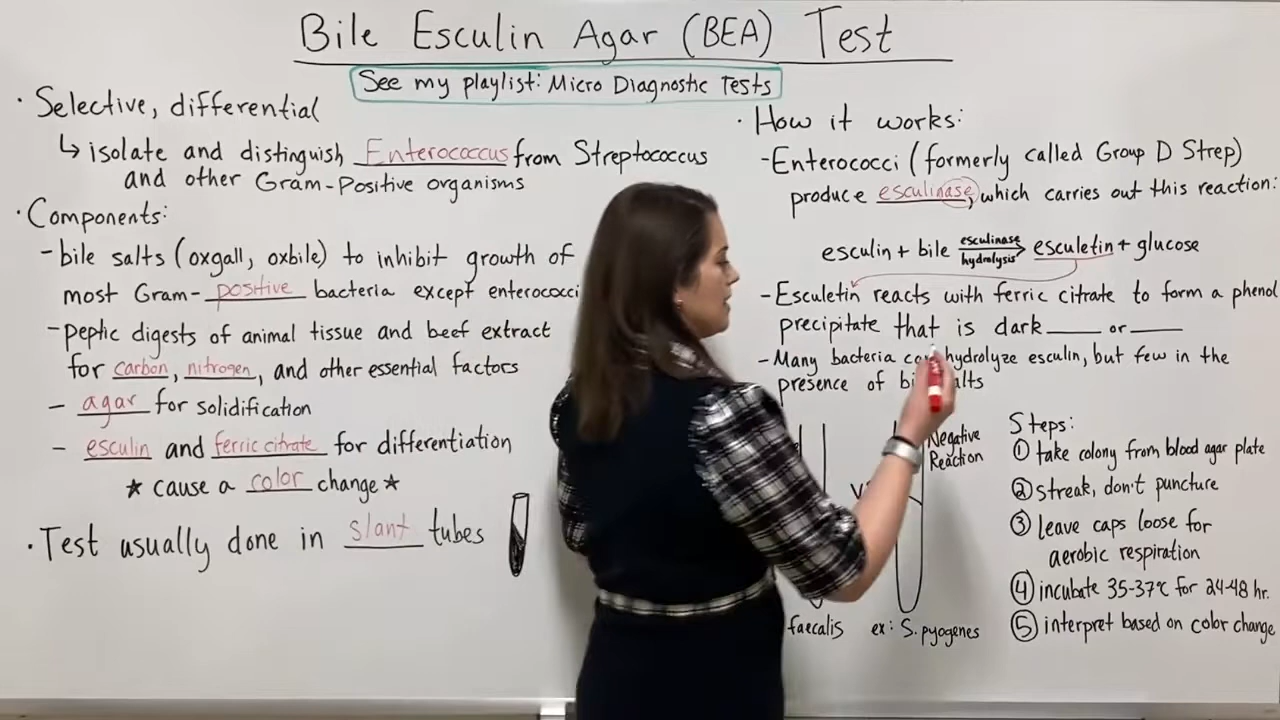 Bile Esculin Agar (BEA) Test
See my playlist: Micro Diagnostic Tests
· Selective, differential
↳ isolate and distinguish Enterococcus from Streptococcus
and other Gram-Positive organisms
· Components:
- bile salts (oxgall, oxbile) to inhibit growth of
most Gram- positive bacteria except enterococci
- peptic digests of animal tissue and beef extract
for carbon, nitrogen, and other essential factors
- agar for solidification
- esculin and ferric citrate for differentiation
★ cause a color change ★
· Test usually done in slant tubes
· How it works:
- Enterococci (formerly called Group D Strep)
produce esculinase, which carries out this reaction:
esculin + bile esculinase hydrolysis → esculetin + glucose
- Esculetin reacts with ferric citrate to form a phenol
precipitate that is dark ____ or ____
- Many bacteria hydrolyze esculin, but few in the
presence of
Negative
Reaction
faecalis
ex: S. pyogenes
Steps:
① take colony from blood agar plate
② streak, don't puncture
③ leave caps loose for
aerobic respiration
④ incubate 35-37°C for 24-48 hr.
⑤ interpret based on color change